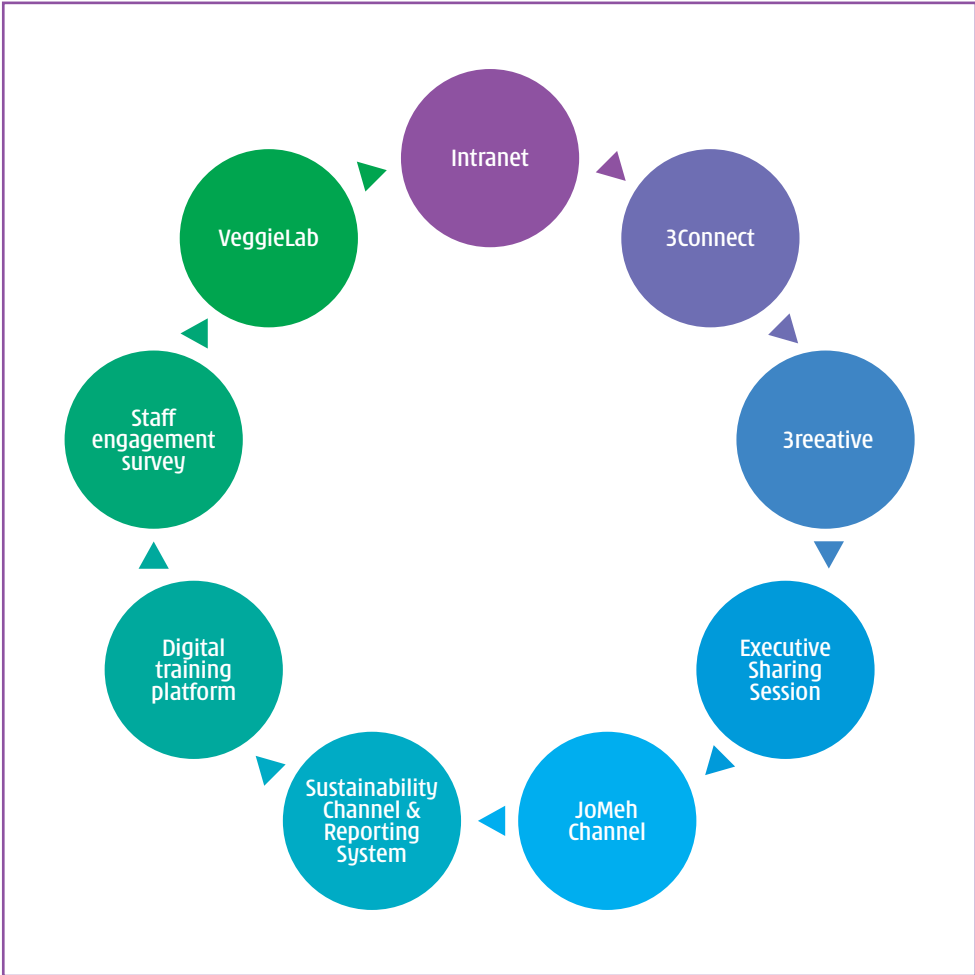 Intranet
3Connect
3reeative
Executive
Sharing
Session
JoMeh
Channel
Sustainability
Channel &
Reporting
System
Digital
training
platform
Staff
engagement
survey
VeggieLab